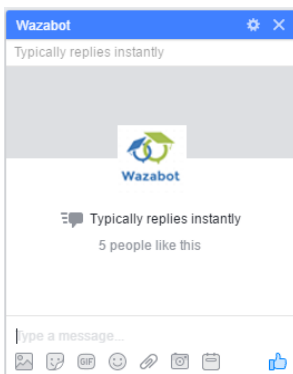 Wazabot
Typically replies instantly
Wazabot
Typically replies instantly
5 people like this
Type a message...
GIF